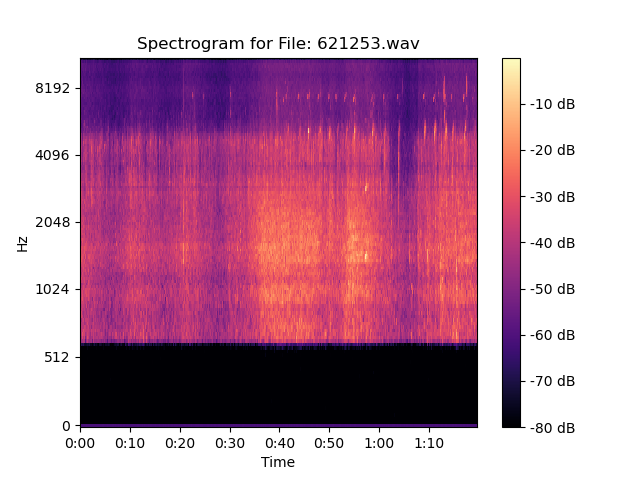 Spectrogram for File: 621253.wav
8192
4096
2048
1024
512
0
Hz
0:00 0:10 0:20 0:30 0:40 0:50 1:00 1:10
Time
-10 dB
-20 dB
-30 dB
-40 dB
-50 dB
-60 dB
-70 dB
-80 dB